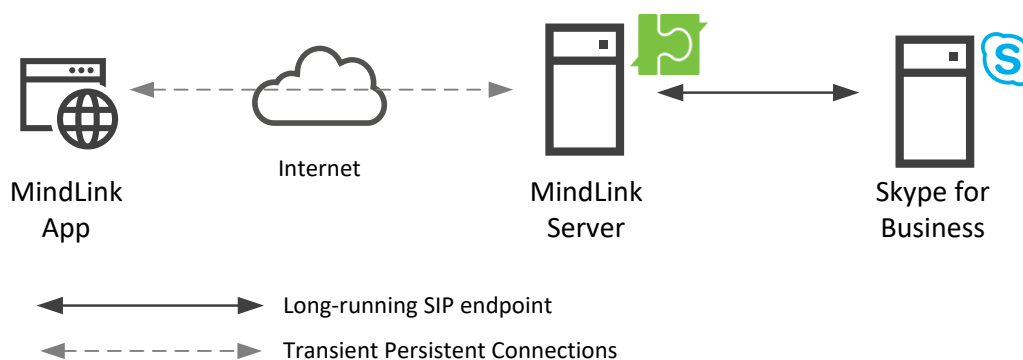 S
Internet
MindLink
App
MindLink
Server
Skype for
Business
Long-running SIP endpoint
Transient Persistent Connections